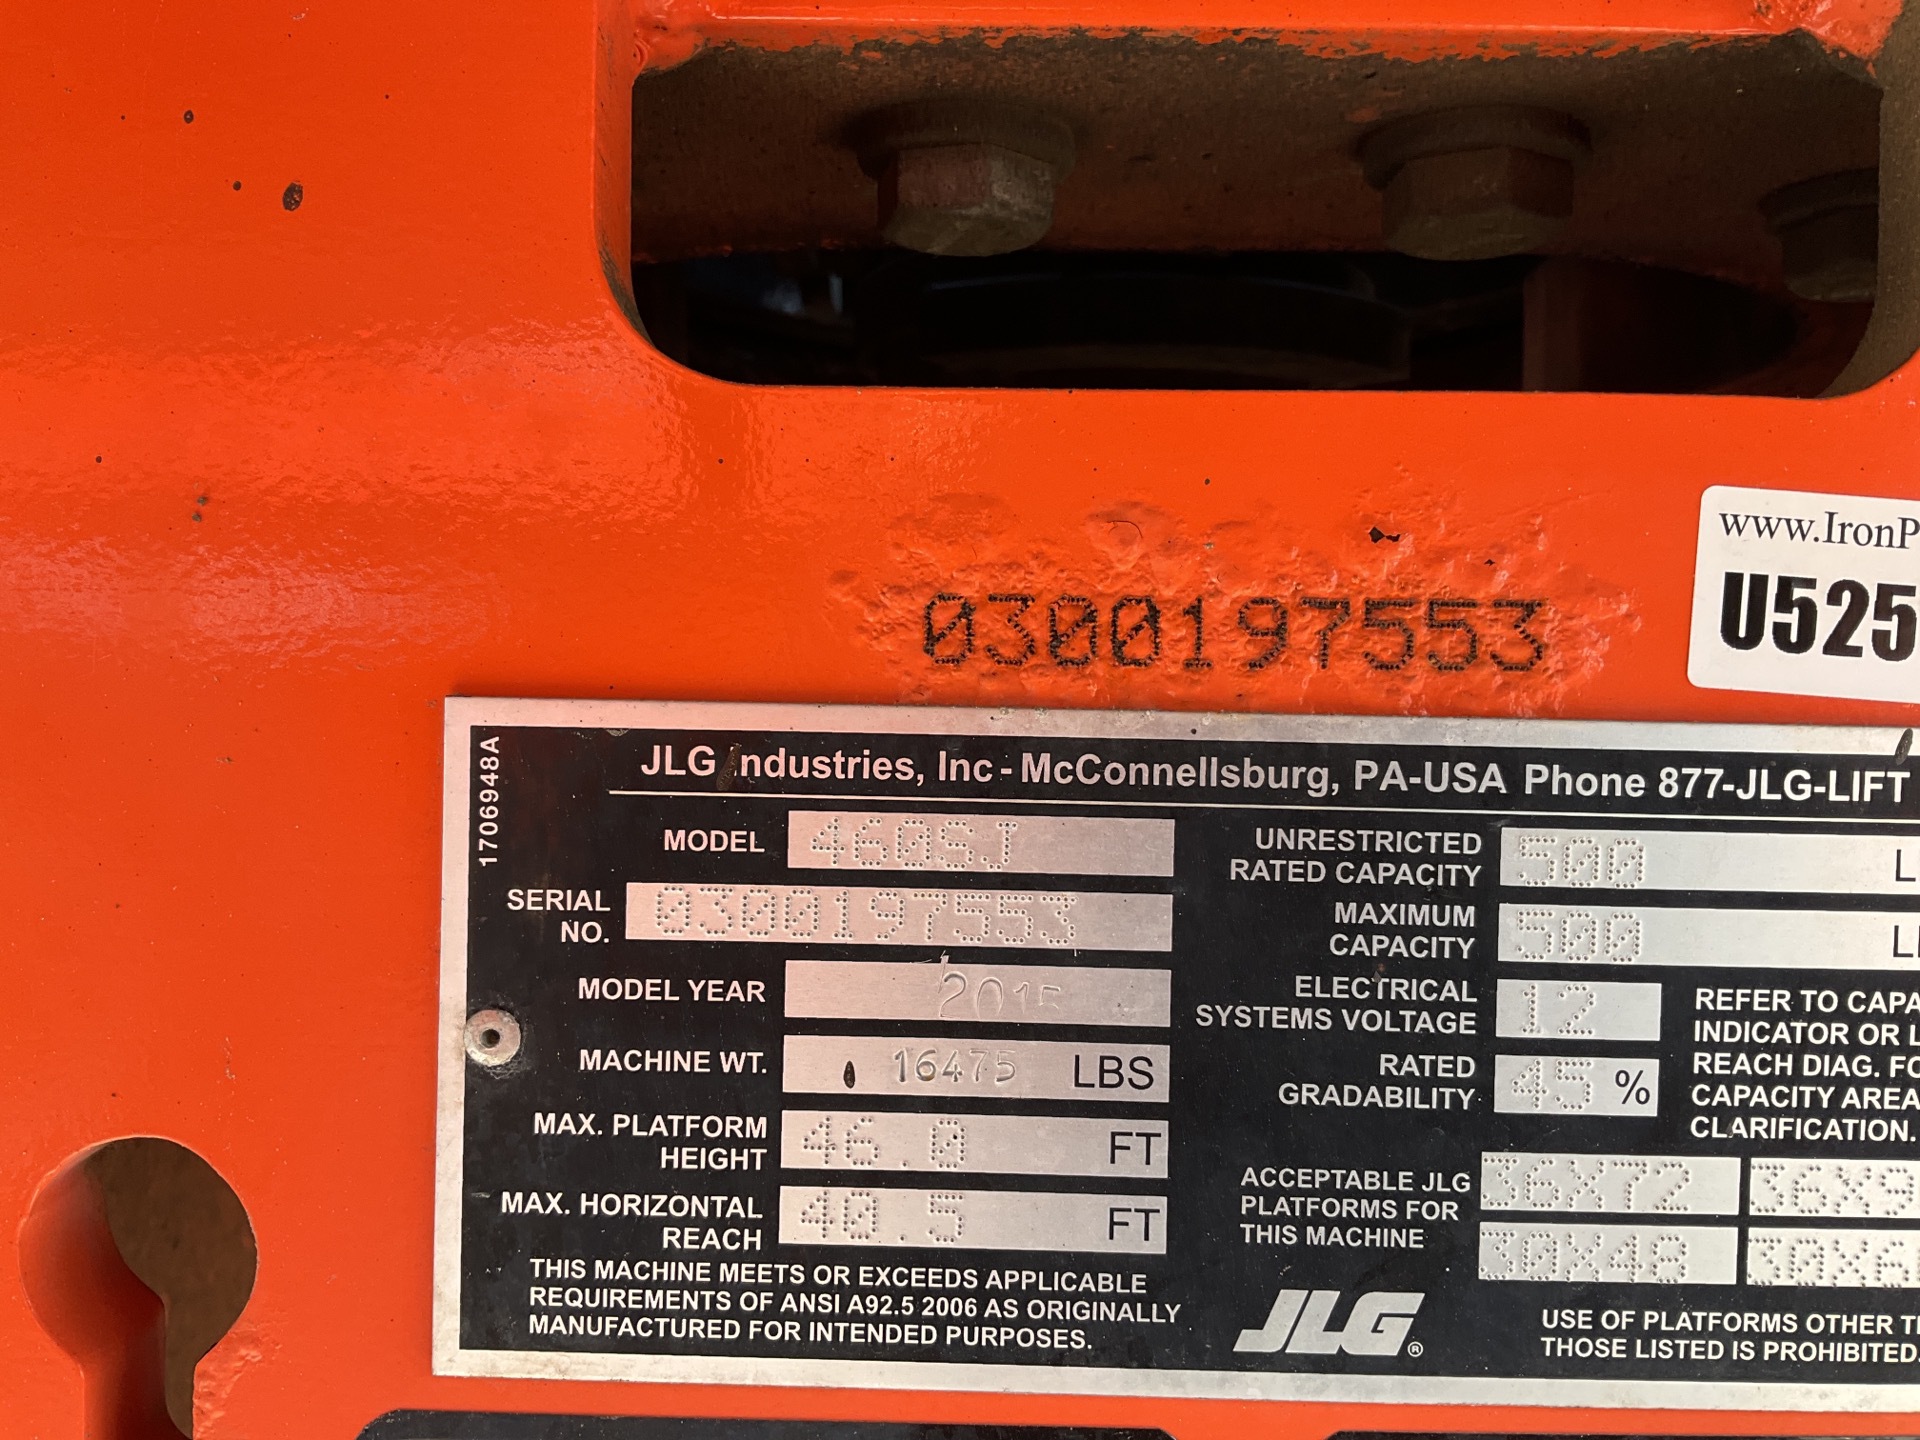 www.IronP
U525
0300197553
170694​8A
JLG Industries, Inc - McConnellsburg, PA-USA Phone 877-JLG-LIFT
MODEL 460SJ
SERIAL NO. 0300197553
MODEL YEAR 2015
MACHINE WT. 16475 LBS
MAX. PLATFORM HEIGHT 46.0 FT
MAX. HORIZONTAL REACH 40.5 FT
THIS MACHINE MEETS OR EXCEEDS APPLICABLE
REQUIREMENTS OF ANSI A92.5 2006 AS ORIGINALLY
MANUFACTURED FOR INTENDED PURPOSES.
UNRESTRICTED
RATED CAPACITY 500 L
MAXIMUM
CAPACITY 500 L
ELECTRICAL
SYSTEMS VOLTAGE 12
RATED
GRADABILITY 45 %
REFER TO CAPA
INDICATOR OR L
REACH DIAG. FO
CAPACITY AREA
CLARIFICATION.
ACCEPTABLE JLG
PLATFORMS FOR
THIS MACHINE
36X72 36X9
30X48 30X6
JLG®
USE OF PLATFORMS OTHER T
THOSE LISTED IS PROHIBITED.